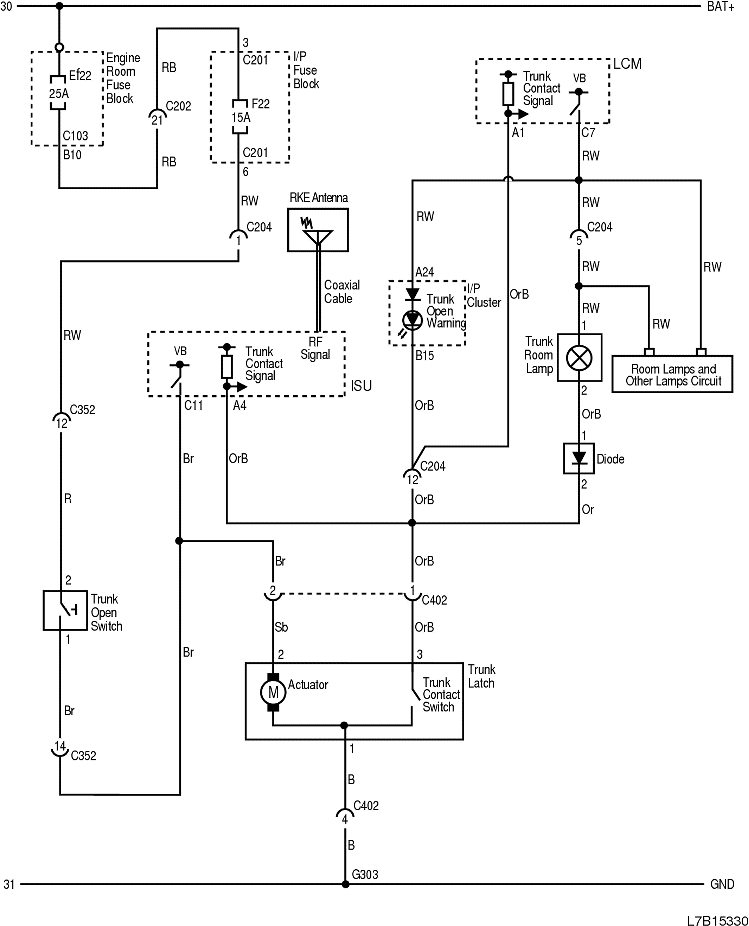 30
BAT+
Engine
Room
Fuse
Block
Ef22
25A
C103
B10
RB
C202
21
RB
3
C201
I/P
Fuse
Block
F22
15A
C201
6
RW
C204
1
RKE Antenna
Coaxial
Cable
LCM
Trunk
Contact
Signal
VB
A1
C7
RW
RW
RW
C204
5
RW
RW
A24
I/P
Cluster
Trunk
Open
Warning
B15
OrB
RW
RW
1
Trunk
Room
Lamp
2
Room Lamps and
Other Lamps Circuit
RW
VB
Trunk
Contact
Signal
RF
Signal
ISU
C11
A4
C352
12
Br
OrB
OrB
C204
12
OrB
OrB
1
Diode
2
Or
R
2
Trunk
Open
Switch
1
Br
2
1
C402
OrB
Sb
OrB
Br
2
3
Trunk
Latch
M
Actuator
Trunk
Contact
Switch
1
Br
14
C352
B
C402
4
B
G303
31
GND
L7B15330